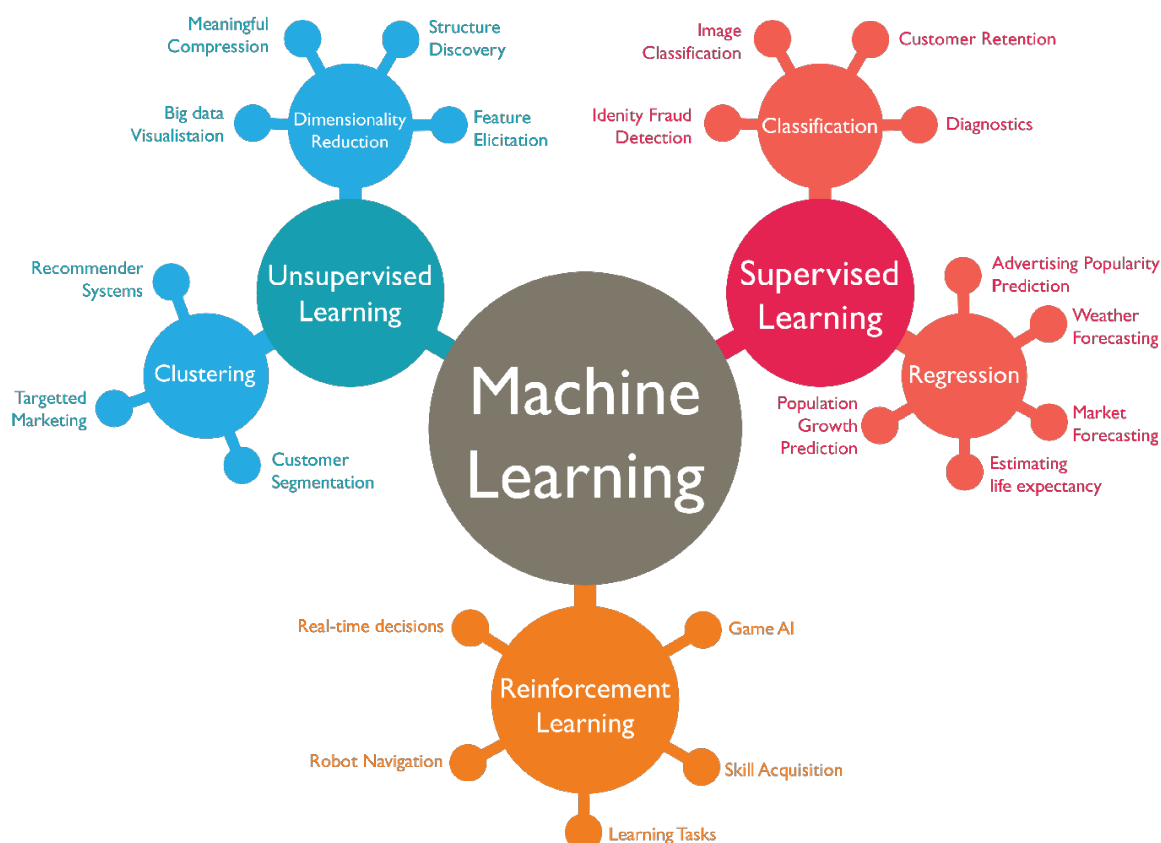 Meaningful
Compression
Structure
Discovery
Big data
Visualistaion
Dimensionality
Reduction
Feature
Elicitation
Image
Classification
Customer Retention
Idenity Fraud
Detection
Classification
Diagnostics
Recommender
Systems
Unsupervised
Learning
Clustering
Targetted
Marketing
Customer
Segmentation
Machine
Learning
Supervised
Learning
Advertising Popularity
Prediction
Weather
Forecasting
Regression
Population
Growth
Prediction
Market
Forecasting
Estimating
life expectancy
Real-time decisions
Game AI
Reinforcement
Learning
Robot Navigation
Skill Acquisition
Learning Tasks